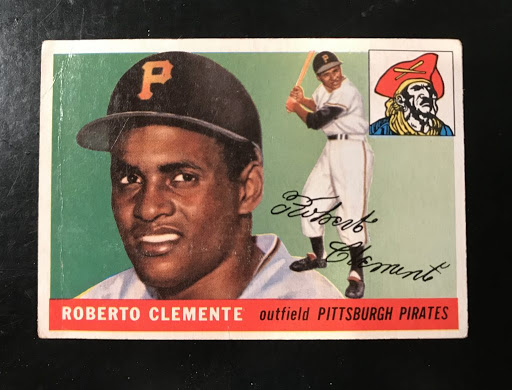 P
Roberto
Clemente
ROBERTO CLEMENTE outfield PITTSBURGH PIRATES